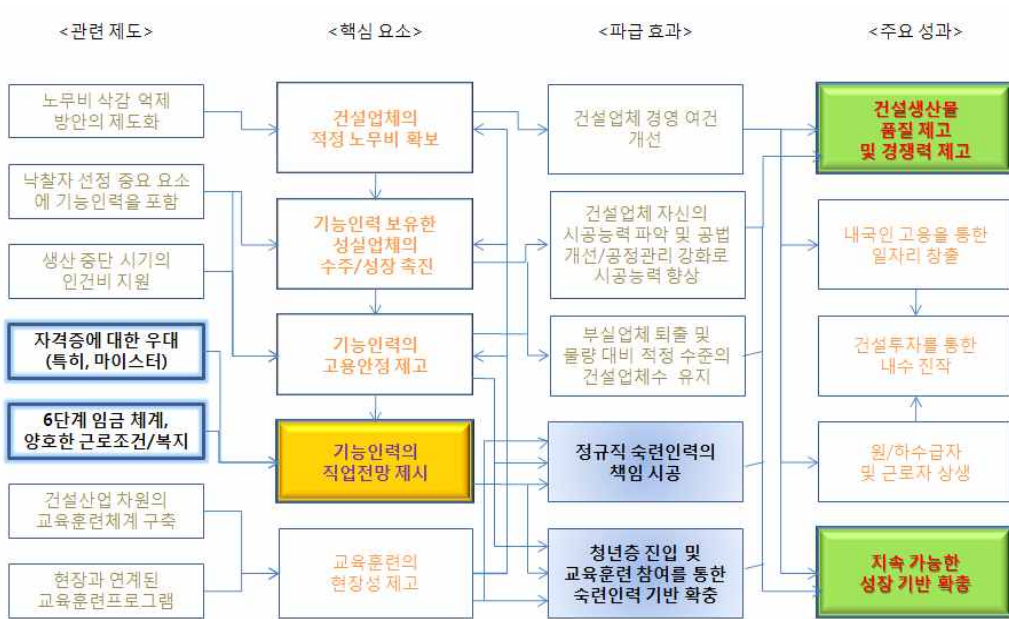 <관련 제도>
<핵심 요소>
<파급 효과>
<주요 성과>
노무비 삭감 억제
방안의 제도화
낙찰자 선정 중요 요소
에 기능인력을 포함
생산 중단 시기의
인건비 지원
자격증에 대한 우대
(특히, 마이스터)
6단계 임금 체계,
양호한 근로조건/복지
건설산업 차원의
교육훈련체계 구축
현장과 연계된
교육훈련프로그램
건설업체의
적정 노무비 확보
기능인력 보유한
성실업체의
수주/성장 촉진
기능인력의
고용안정 제고
기능인력의
직업전망 제시
교육훈련의
현장성 제고
건설업체 경영 여건
개선
건설업체 자신의
시공능력 파악 및 공법
개선/공정관리 강화로
시공능력 향상
부실업체 퇴출 및
물량 대비 적정 수준의
건설업체수 유지
정규직 숙련인력의
책임 시공
청년층 진입 및
교육훈련 참여를 통한
숙련인력 기반 확충
건설생산물
품질 제고
및 경쟁력 제고
내국인 고용을 통한
일자리 창출
건설투자를 통한
내수 진작
원/하수급자
및 근로자 상생
지속 가능한
성장 기반 확충